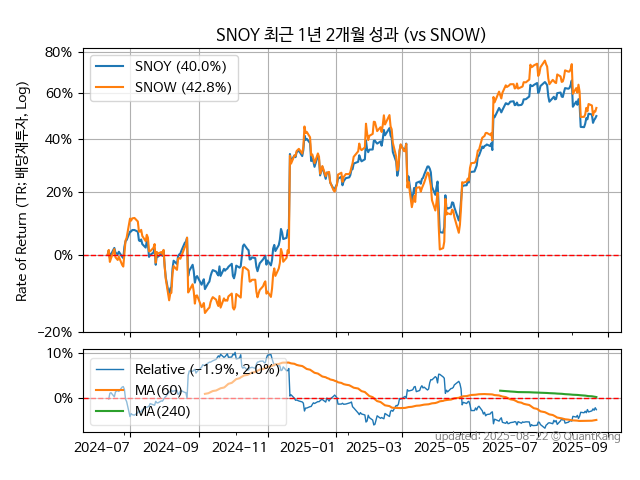 SNOY 최근 1년 2개월 성과 (vs SNOW)
80%
60%
40%
20%
0%
−20%
Rate of Return (TR: 배당재투자, Log)
SNOY (40.0%)
SNOW (42.8%)
10%
0%
Relative (−1.9%, 2.0%)
MA(60)
MA(240)
updated: 2025-08-22 © QuantKang
2024−07
2024−09
2024−11
2025−01
2025−03
2025−05
2025−07
2025−09